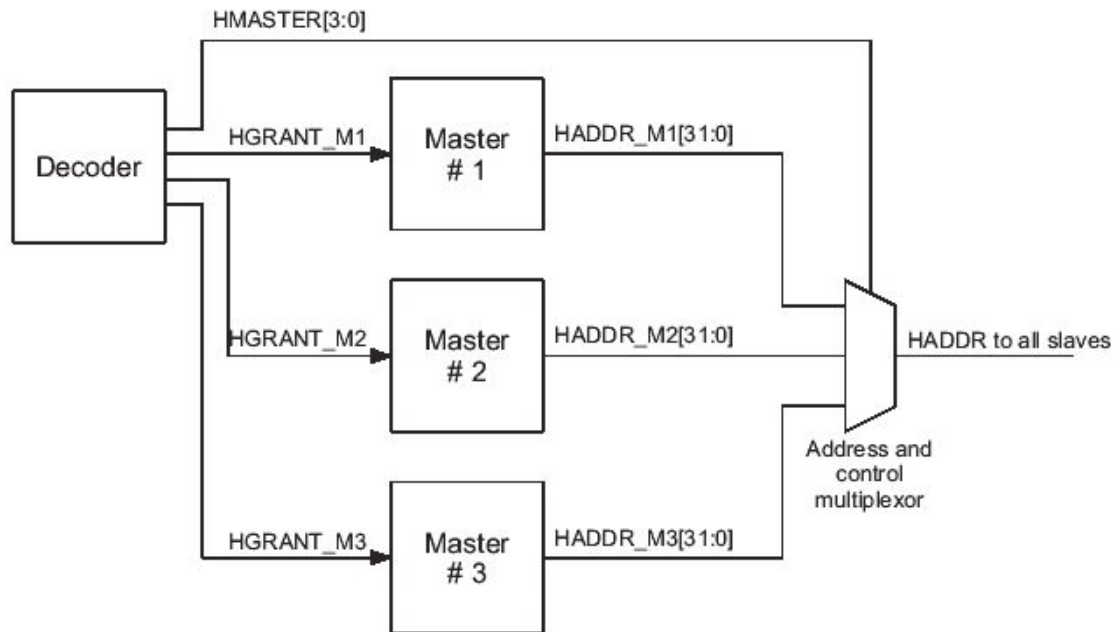 HMASTER[3:0]
Decoder
HGRANT_M1
Master
# 1
HADDR_M1[31:0]
HGRANT_M2
Master
# 2
HADDR_M2[31:0]
HADDR to all slaves
Address and
control
multiplexor
HGRANT_M3
Master
# 3
HADDR_M3[31:0]